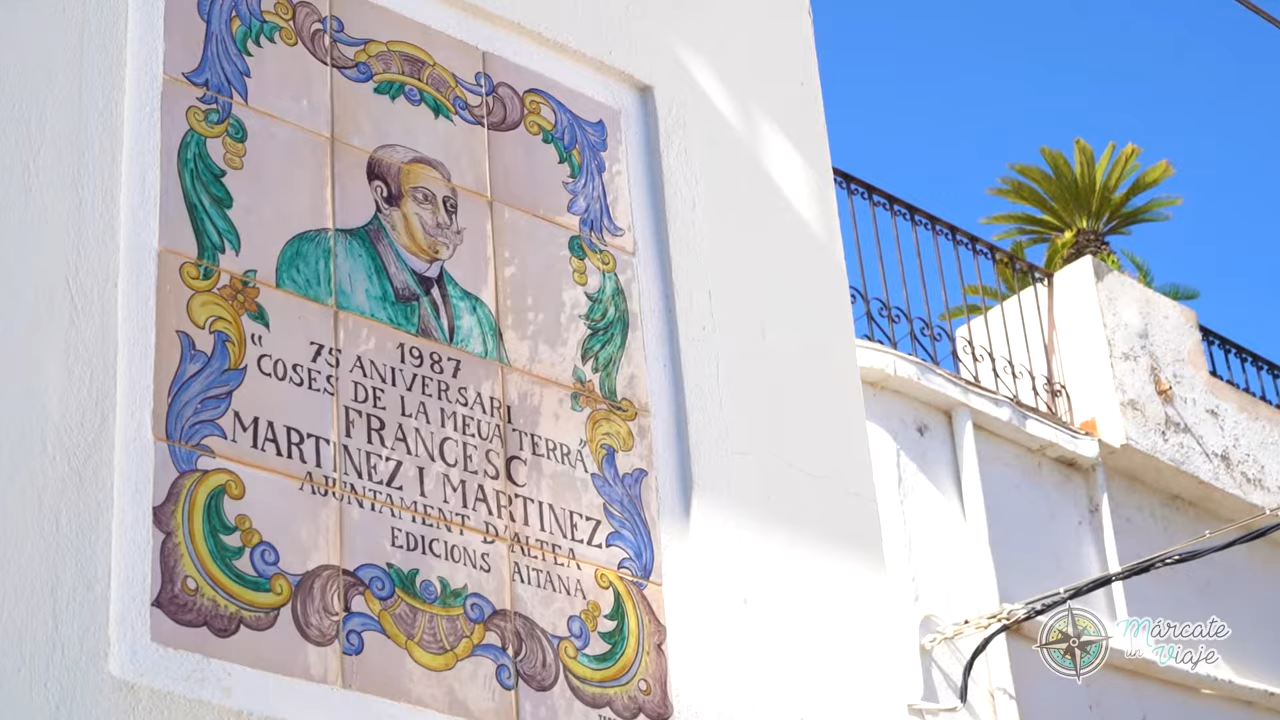 1987
75 ANIVERSARI
“COSES DE LA MEUA TERRA”
FRANCESC
MARTINEZ I MARTINEZ
AJUNTAMENT D'ALTEA
EDICIONS AITANA
Márcate
un Viaje